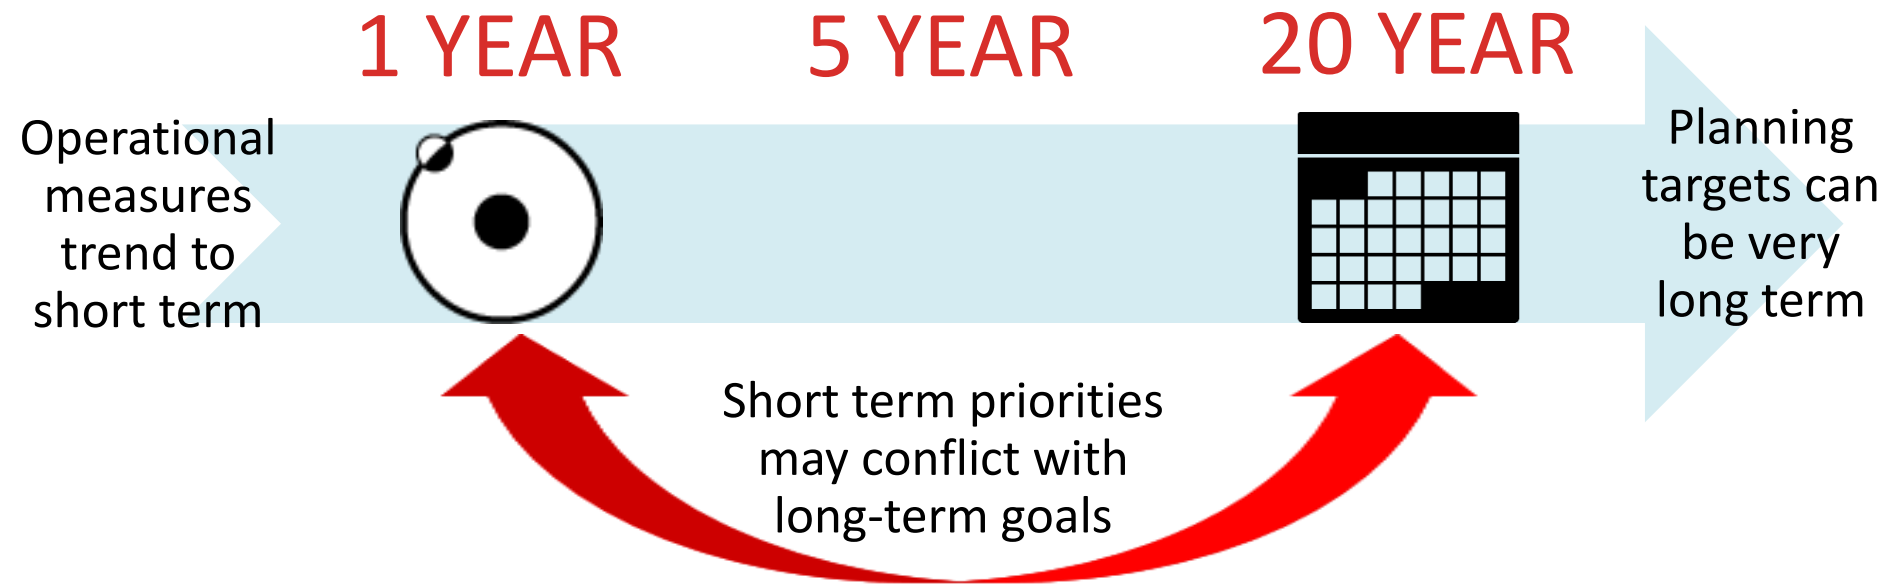 1 YEAR
5 YEAR
20 YEAR
Operational
measures
trend to
short term
Planning
targets can
be very
long term
Short term priorities
may conflict with
long-term goals